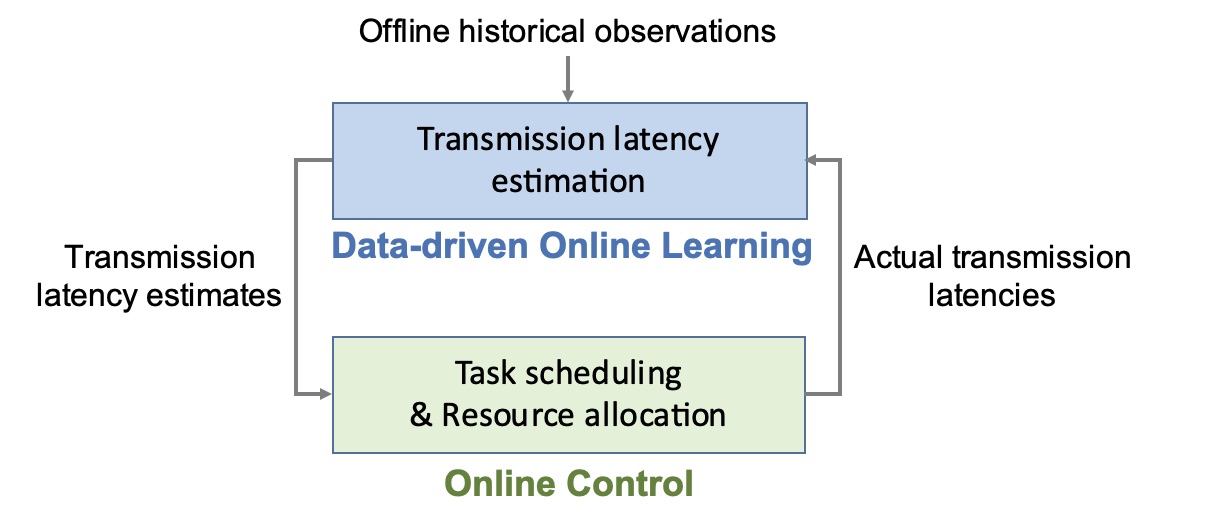 Offline historical observations
Transmission latency
estimation
Data-driven Online Learning
Transmission
latency estimates
Actual transmission
latencies
Task scheduling
& Resource allocation
Online Control